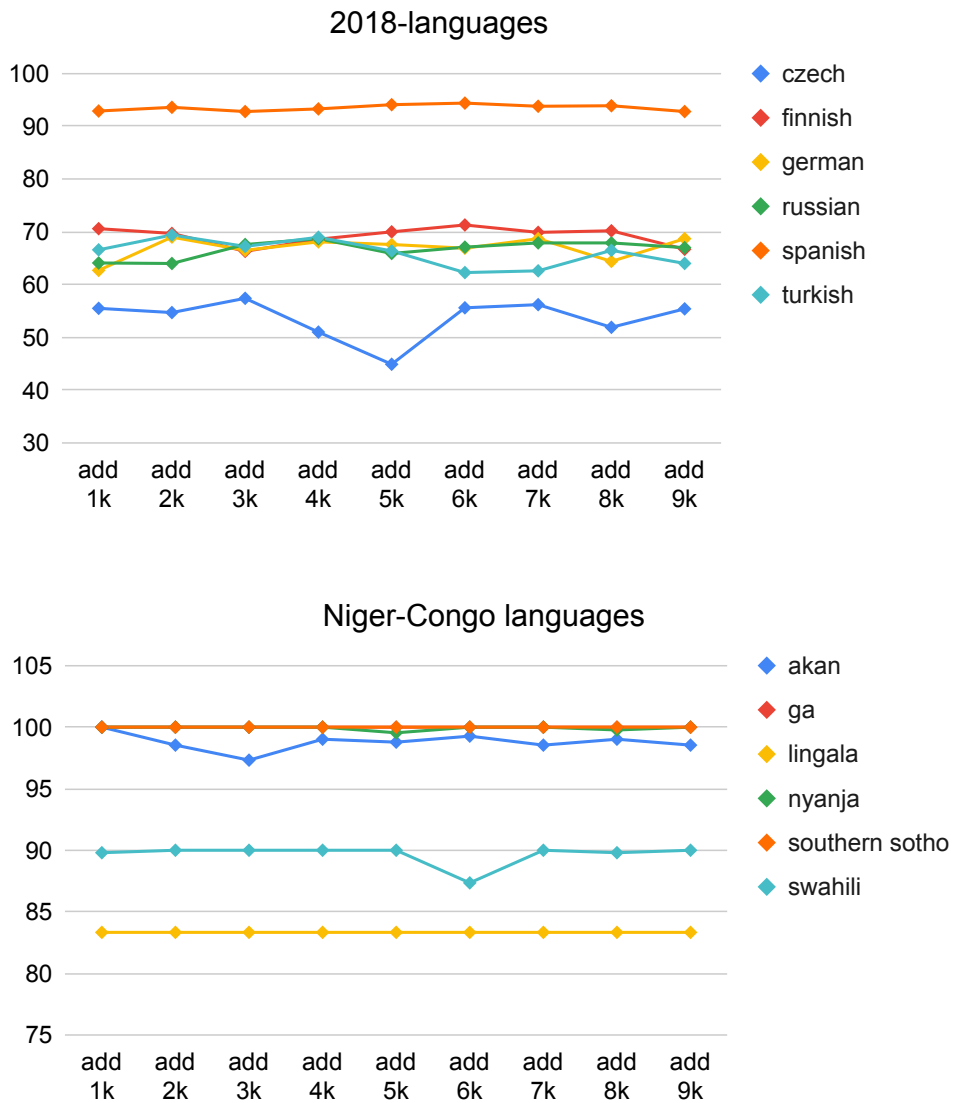 2018-languages
100
90
80
70
60
50
40
30
add 1k
add 2k
add 3k
add 4k
add 5k
add 6k
add 7k
add 8k
add 9k
czech
finnish
german
russian
spanish
turkish
Niger-Congo languages
105
100
95
90
85
80
75
add 1k
add 2k
add 3k
add 4k
add 5k
add 6k
add 7k
add 8k
add 9k
akan
ga
lingala
nyanja
southern sotho
swahili